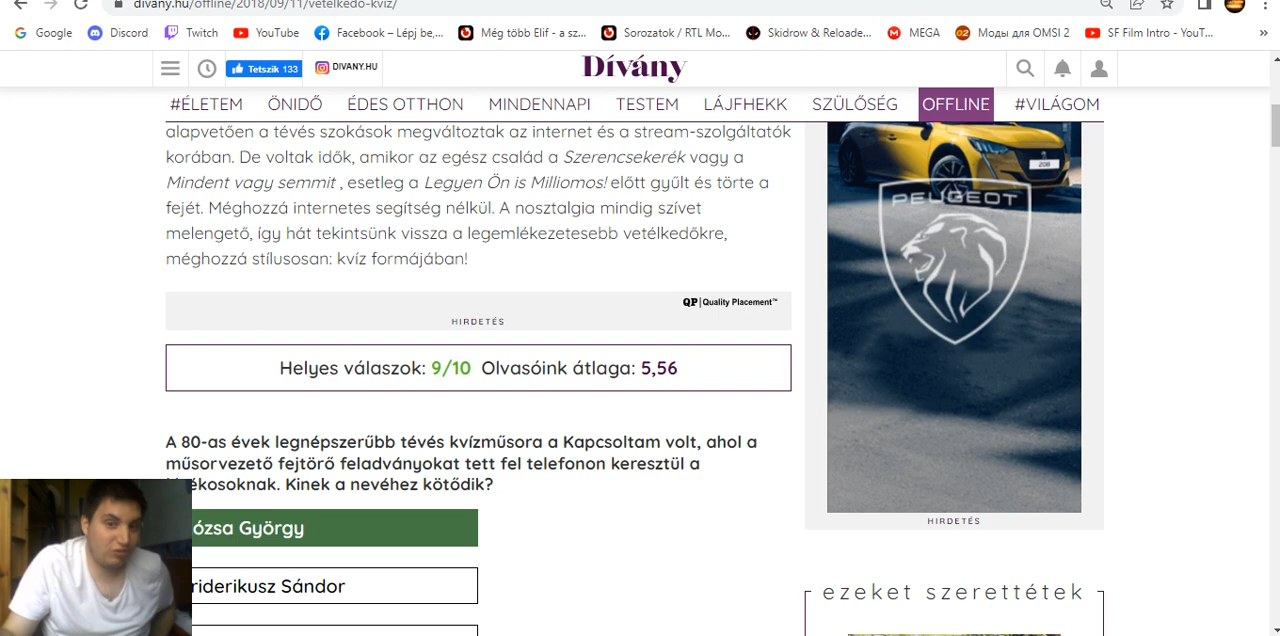 divany.hu/offline/2018/09/11/vetelkedo-kviz/
Google Discord Twitch YouTube Facebook – Lépj be,... Még több Elif - a sz... Sorozatok / RTL Mo... Skidrow & Reloade... MEGA Моды для OMSI 2 SF Film Intro - YouT... »
Tetszik 133 DIVANY.HU Dívány
#ÉLETEM ÖNIDŐ ÉDES OTTHON MINDENNAPI TESTEM LÁJFHEKK SZÜLŐSÉG OFFLINE #VILÁGOM
alapvetően a tévés szokások megváltoztak az internet és a stream-szolgáltatók
korában. De voltak idők, amikor az egész család a Szerencsekerék vagy a
Mindent vagy semmit , esetleg a Legyen Ön is Milliomos! előtt gyűlt és törte a
fejét. Méghozzá internetes segítség nélkül. A nosztalgia mindig szívet
melengető, így hát tekintsünk vissza a legemlékezetesebb vetélkedőkre,
méghozzá stílusosan: kvíz formájában!
QP | Quality Placement™
HIRDETÉS
Helyes válaszok: 9/10 Olvasóink átlaga: 5,56
A 80-as évek legnépszerűbb tévés kvízműsora a Kapcsoltam volt, ahol a
műsorvezető fejtörő feladványokat tett fel telefonon keresztül a
ékosoknak. Kinek a nevéhez kötődik?
ózsa György
riderikusz Sándor
208
PEUGEOT
HIRDETÉS
ezeket szerettétek